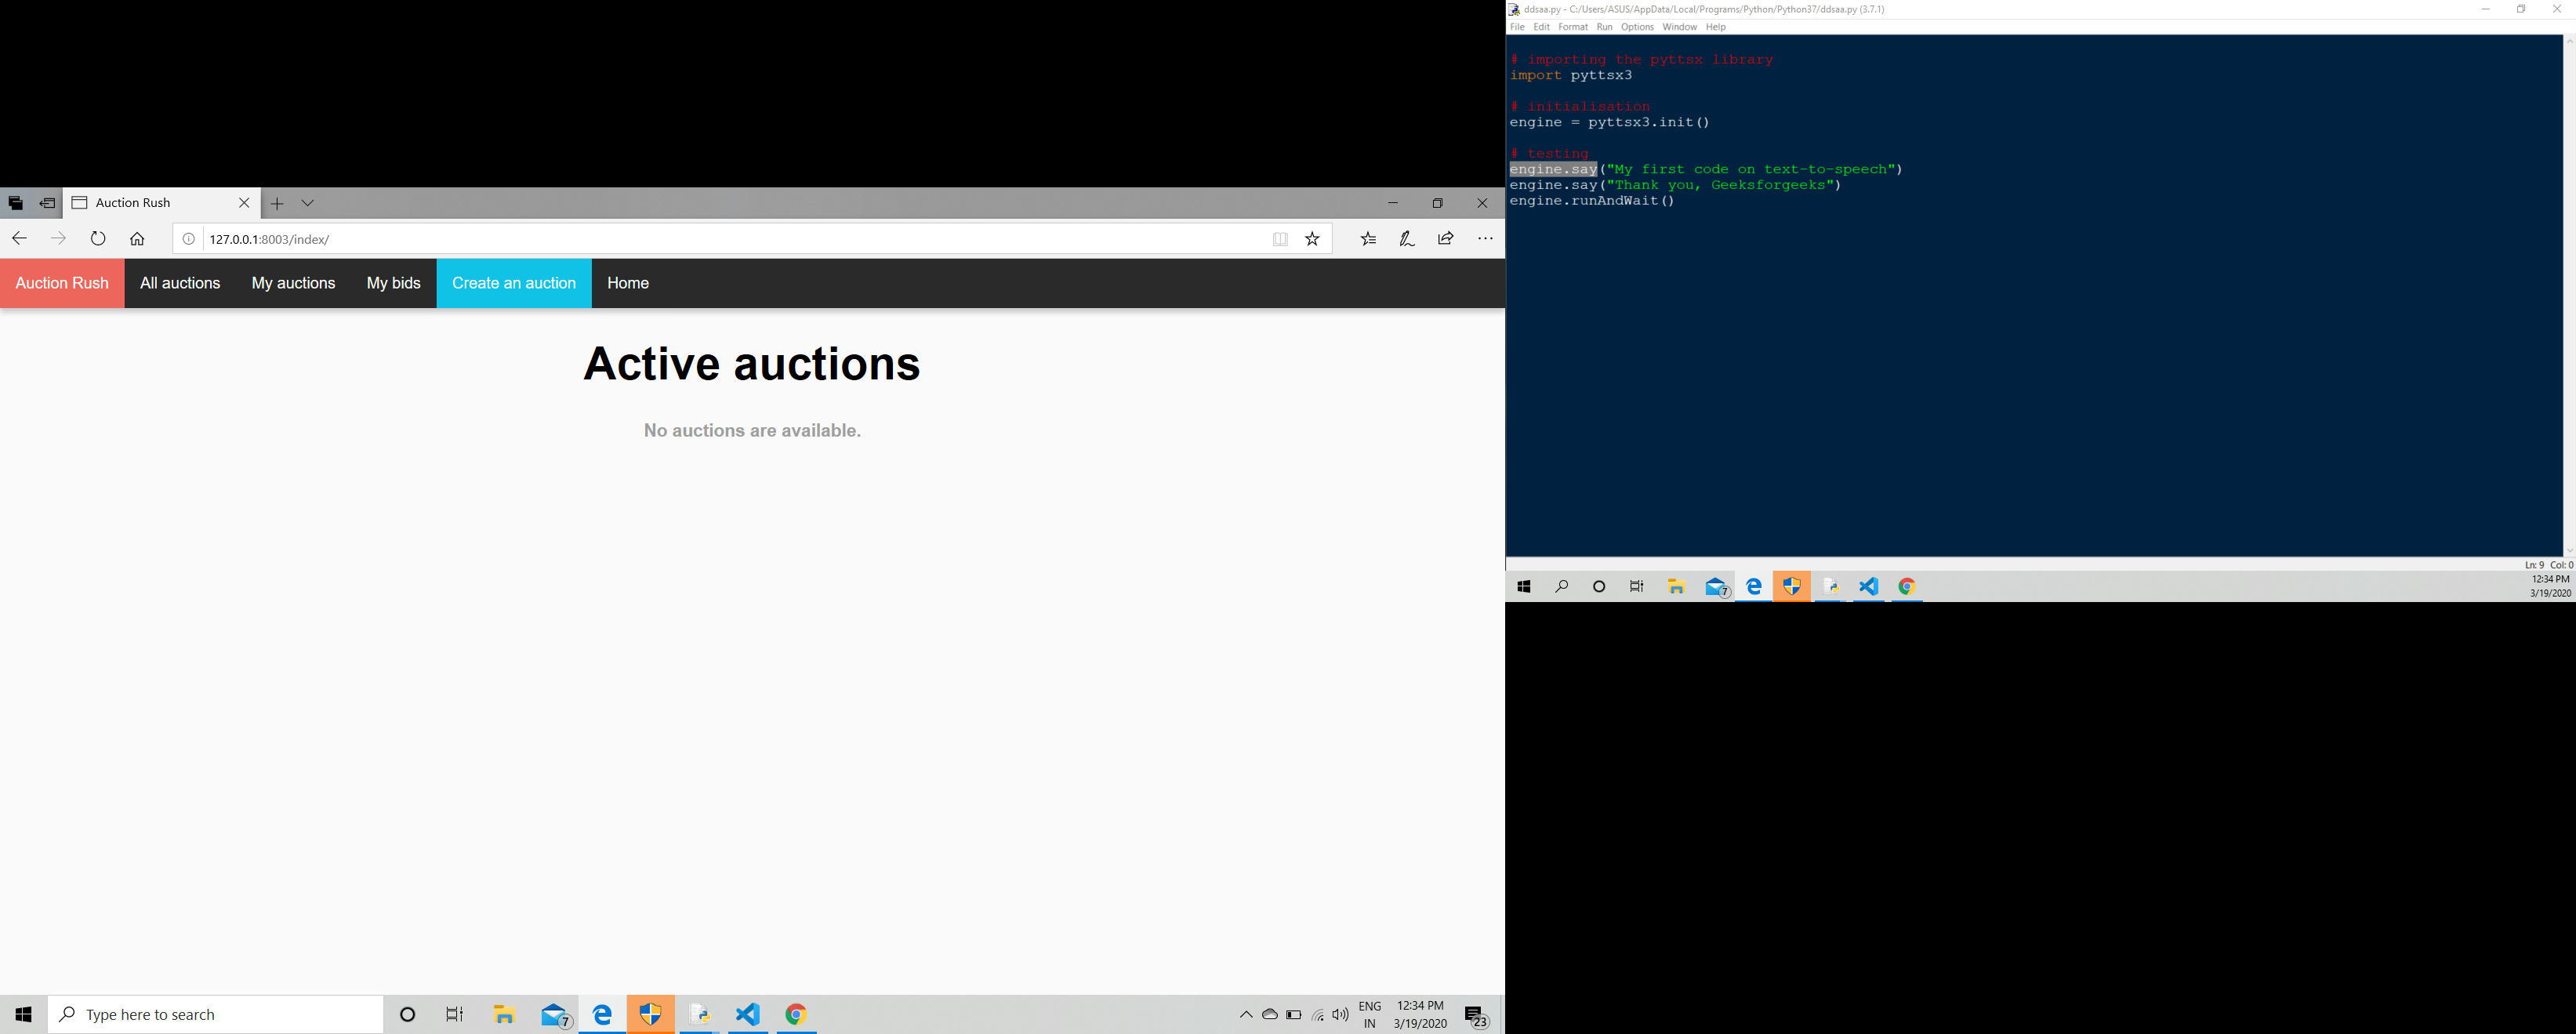 Auction Rush
127.0.0.1:8003/index/
Auction Rush All auctions My auctions My bids Create an auction Home
Active auctions
No auctions are available.
Type here to search
7
ENG
IN
12:34 PM
3/19/2020
23
ddsaa.py - C:/Users/ASUS/AppData/Local/Programs/Python/Python37/ddsaa.py (3.7.1)
File Edit Format Run Options Window Help
# importing the pyttsx library
import pyttsx3
# initialisation
engine = pyttsx3.init()
# testing
engine.say("My first code on text-to-speech")
engine.say("Thank you, Geeksforgeeks")
engine.runAndWait()
Ln: 9 Col: 0
7
12:34 PM
3/19/2020